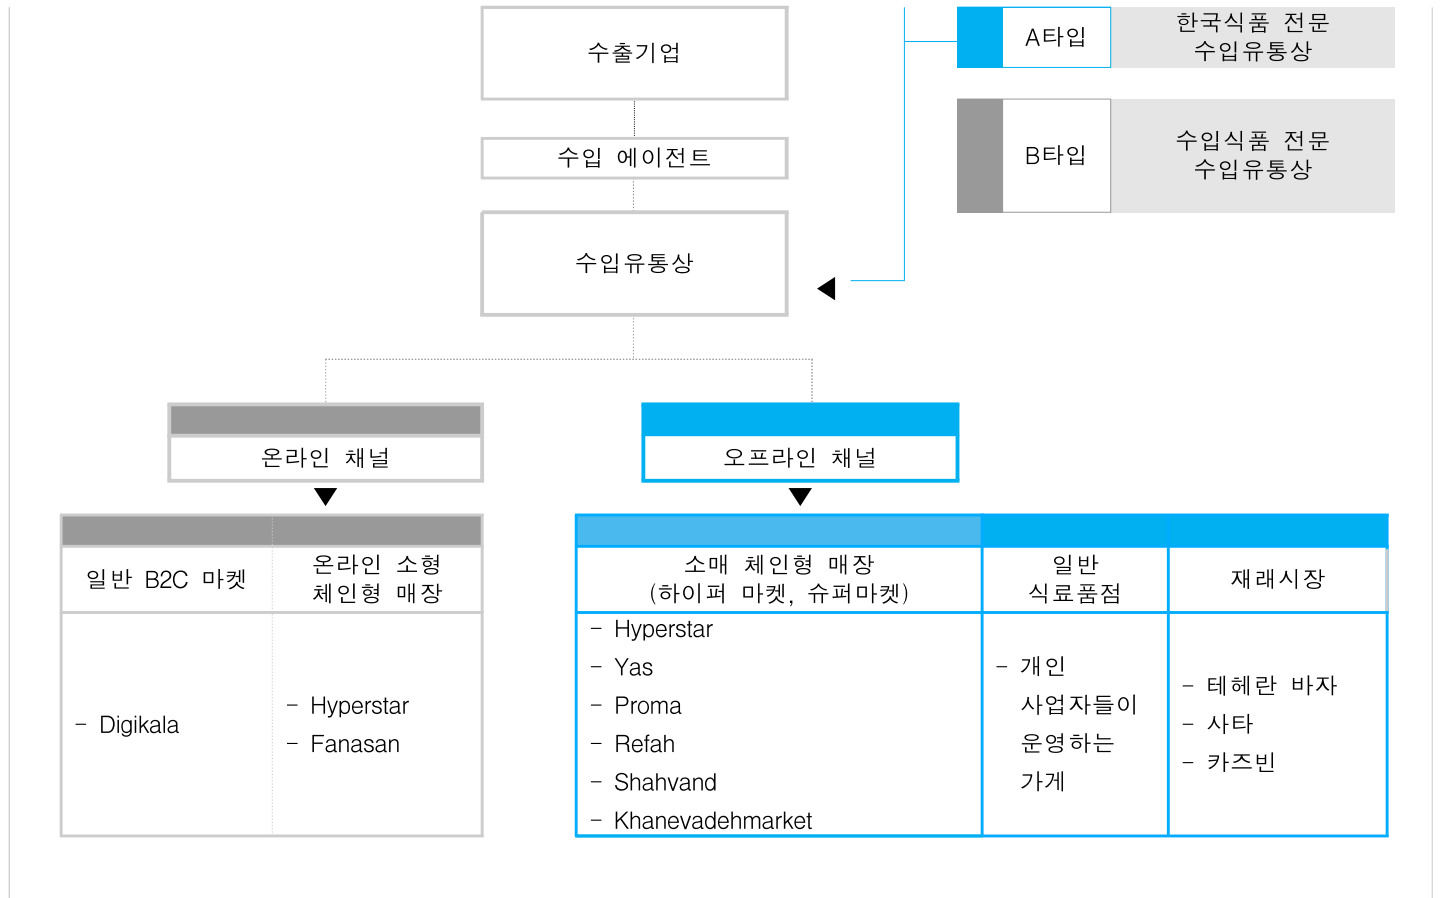 수출기업
수입 에이전트
수입유통상
A타입
한국식품 전문
수입유통상
B타입
수입식품 전문
수입유통상
온라인 채널
일반 B2C 마켓
온라인 소형
체인형 매장
- Digikala
- Hyperstar
- Fanasan
오프라인 채널
소매 체인형 매장
(하이퍼 마켓, 슈퍼마켓)
일반
식료품점
재래시장
- Hyperstar
- Yas
- Proma
- Refah
- Shahvand
- Khanevadehmarket
- 개인
사업자들이
운영하는
가게
- 테헤란 바자
- 사타
- 카즈빈